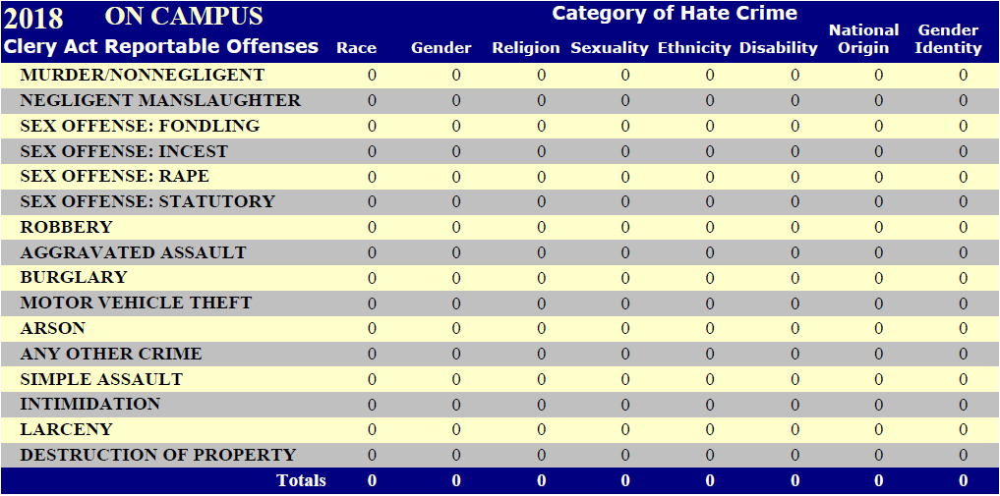 2018 ON CAMPUS Category of Hate Crime
Clery Act Reportable Offenses Race Gender Religion Sexuality Ethnicity Disability National Origin Gender Identity
MURDER/NONNEGLIGENT 0 0 0 0 0 0 0 0
NEGLIGENT MANSLAUGHTER 0 0 0 0 0 0 0 0
SEX OFFENSE: FONDLING 0 0 0 0 0 0 0 0
SEX OFFENSE: INCEST 0 0 0 0 0 0 0 0
SEX OFFENSE: RAPE 0 0 0 0 0 0 0 0
SEX OFFENSE: STATUTORY 0 0 0 0 0 0 0 0
ROBBERY 0 0 0 0 0 0 0 0
AGGRAVATED ASSAULT 0 0 0 0 0 0 0 0
BURGLARY 0 0 0 0 0 0 0 0
MOTOR VEHICLE THEFT 0 0 0 0 0 0 0 0
ARSON 0 0 0 0 0 0 0 0
ANY OTHER CRIME 0 0 0 0 0 0 0 0
SIMPLE ASSAULT 0 0 0 0 0 0 0 0
INTIMIDATION 0 0 0 0 0 0 0 0
LARCENY 0 0 0 0 0 0 0 0
DESTRUCTION OF PROPERTY 0 0 0 0 0 0 0 0
Totals 0 0 0 0 0 0 0 0